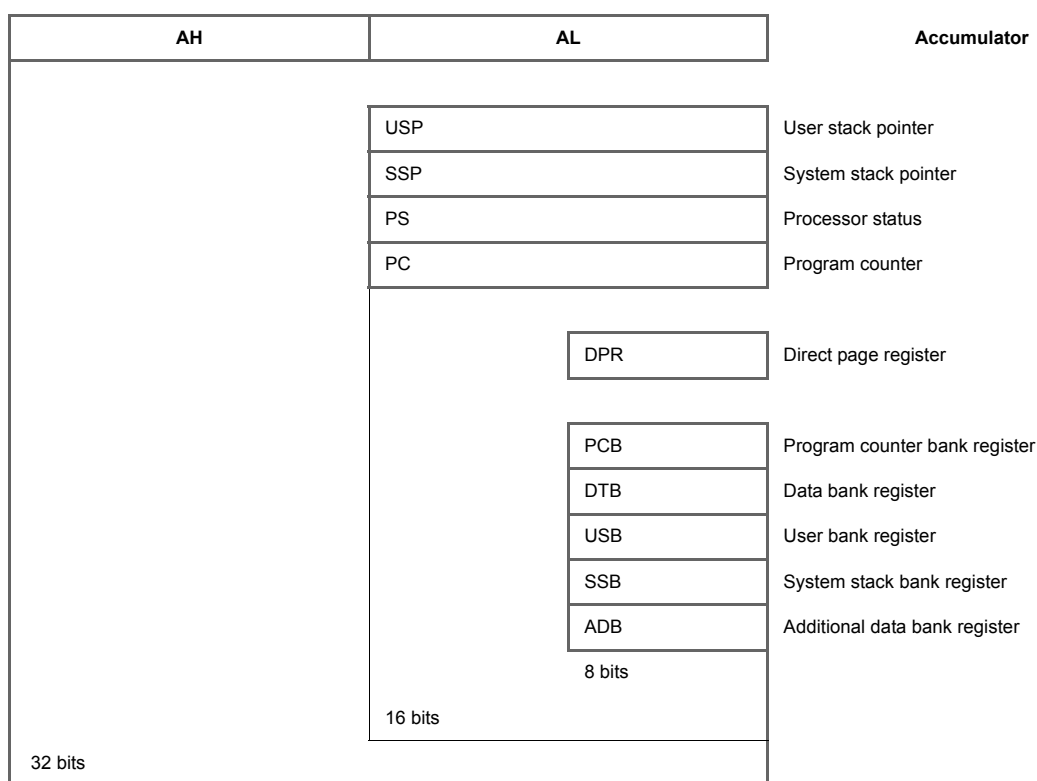 AH AL Accumulator
USP User stack pointer
SSP System stack pointer
PS Processor status
PC Program counter
DPR Direct page register
PCB Program counter bank register
DTB Data bank register
USB User bank register
SSB System stack bank register
ADB Additional data bank register
8 bits
16 bits
32 bits